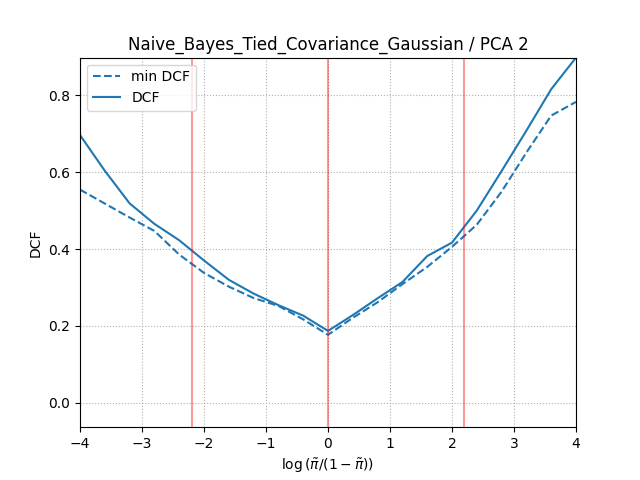 Naive_Bayes_Tied_Covariance_Gaussian / PCA 2
min DCF
DCF
DCF
0.8
0.6
0.4
0.2
0.0
−4 −3 −2 −1 0 1 2 3 4
log (π̃/(1 − π̃))